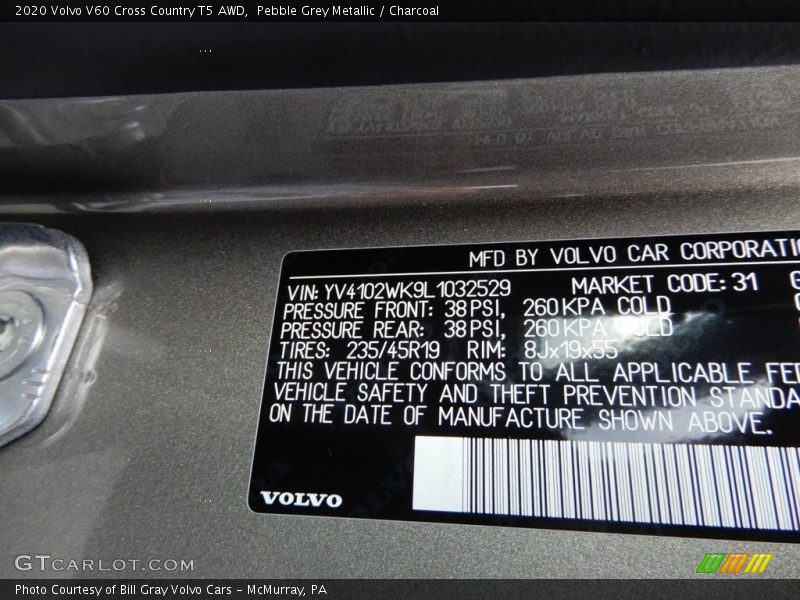 2020 Volvo V60 Cross Country T5 AWD, Pebble Grey Metallic / Charcoal
MFD BY VOLVO CAR CORPORATI
VIN: YV4102WK9L1032529 MARKET CODE: 31
PRESSURE FRONT: 38 PSI, 260 KPA COLD
PRESSURE REAR: 38 PSI, 260 KPA COLD
TIRES: 235/45R19 RIM: 8Jx19x55
THIS VEHICLE CONFORMS TO ALL APPLICABLE FED
VEHICLE SAFETY AND THEFT PREVENTION STANDA
ON THE DATE OF MANUFACTURE SHOWN ABOVE.
VOLVO
GTCARLOT.COM
Photo Courtesy of Bill Gray Volvo Cars - McMurray, PA